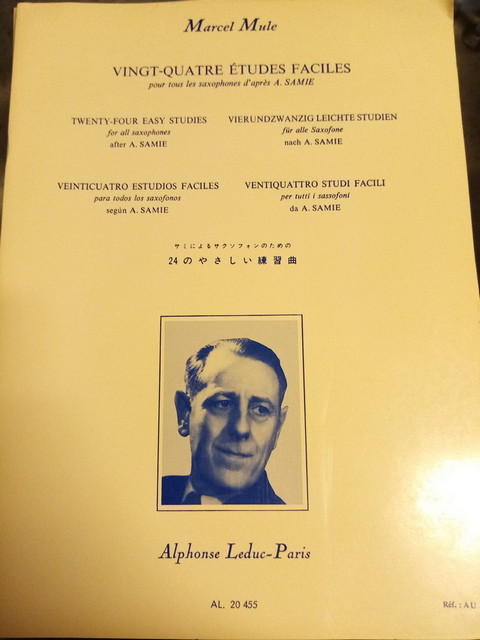 Marcel Mule
VINGT-QUATRE ÉTUDES FACILES
pour tous les saxophones d'après A. SAMIE
TWENTY-FOUR EASY STUDIES
for all saxophones
after A. SAMIE
VIERUNDZWANZIG LEICHTE STUDIEN
für alle Saxofone
nach A. SAMIE
VEINTICUATRO ESTUDIOS FACILES
para todos los saxofonos
según A. SAMIE
VENTIQUATTRO STUDI FACILI
per tutti i sassofoni
da A. SAMIE
サミによるサクソフォンのための
24のやさしい練習曲
Alphonse Leduc-Paris
AL. 20 455
Réf. : AU